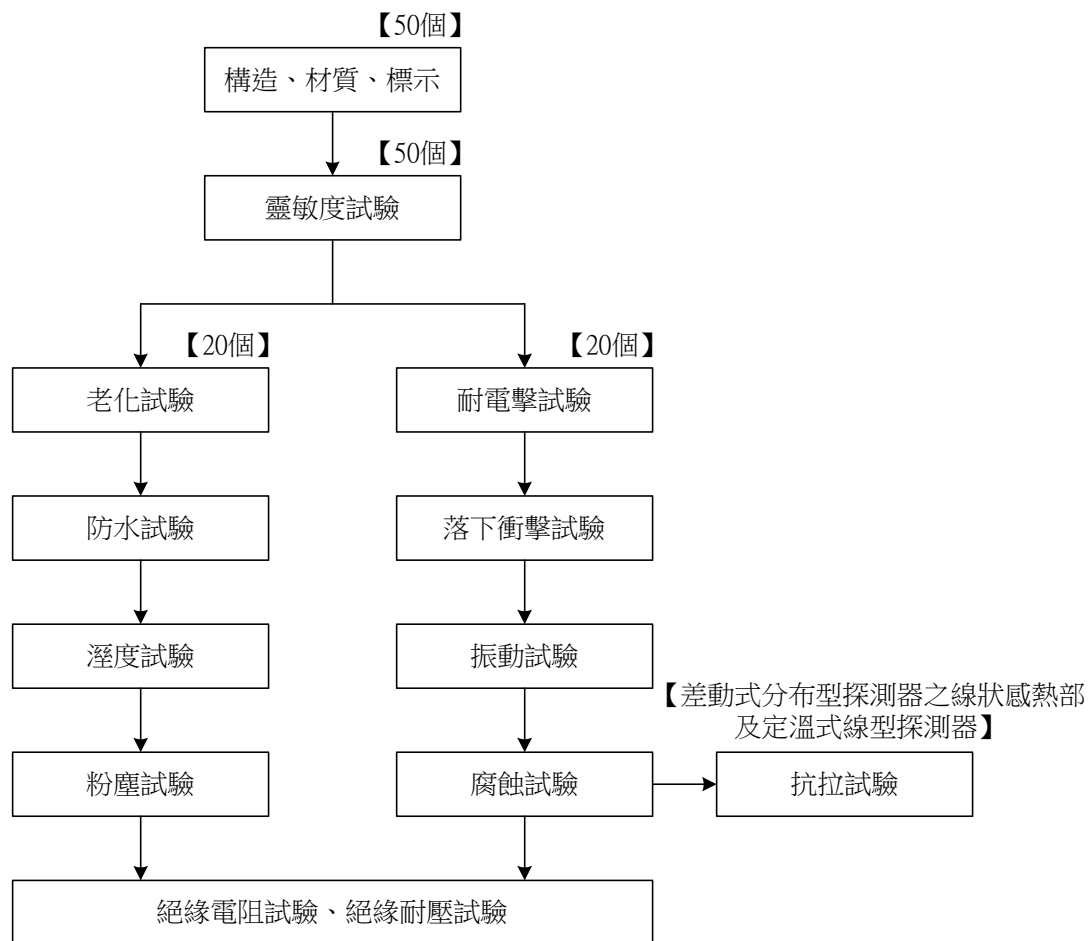 【50個】
構造、材質、標示
【50個】
靈敏度試驗
【20個】
【20個】
老化試驗
耐電擊試驗
防水試驗
落下衝擊試驗
溼度試驗
振動試驗
【差動式分布型探測器之線狀感熱部
及定溫式線型探測器】
粉塵試驗
腐蝕試驗
抗拉試驗
絕緣電阻試驗、絕緣耐壓試驗